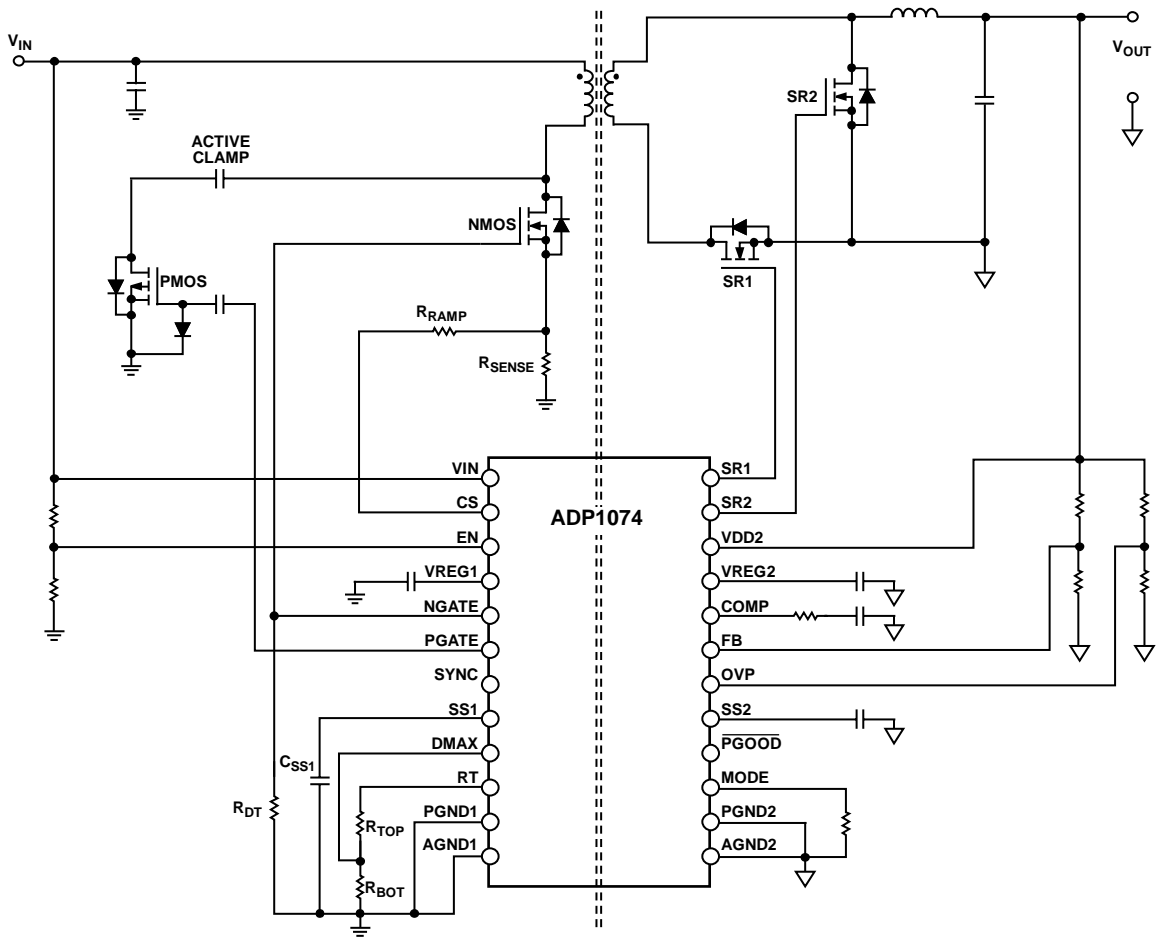 VIN
VOUT
SR2
ACTIVE
CLAMP
NMOS
PMOS
SR1
RRAMP
RSENSE
VIN
CS
EN
VREG1
NGATE
PGATE
SYNC
SS1
DMAX
RT
PGND1
AGND1
ADP1074
SR1
SR2
VDD2
VREG2
COMP
FB
OVP
SS2
PGOOD
MODE
PGND2
AGND2
CSS1
RDT
RTOP
RBOT